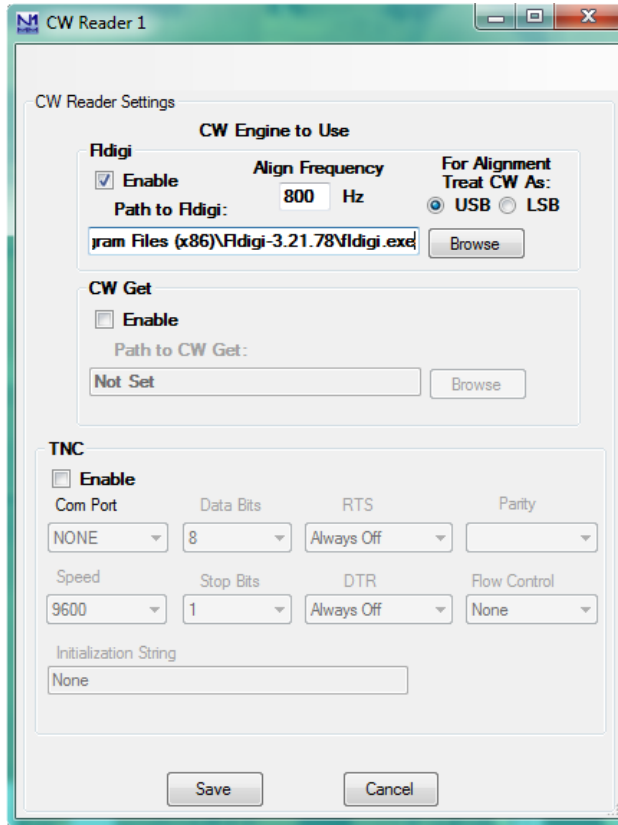 CW Reader 1
CW Reader Settings
CW Engine to Use
Fldigi
Enable
Align Frequency
800 Hz
For Alignment
Treat CW As:
USB LSB
Path to Fldigi:
gram Files (x86)\Fldigi-3.21.78\fldigi.exe
Browse
CW Get
Enable
Path to CW Get:
Not Set
Browse
TNC
Enable
Com Port Data Bits RTS Parity
NONE 8 Always Off
Speed Stop Bits DTR Flow Control
9600 1 Always Off None
Initialization String
None
Save Cancel